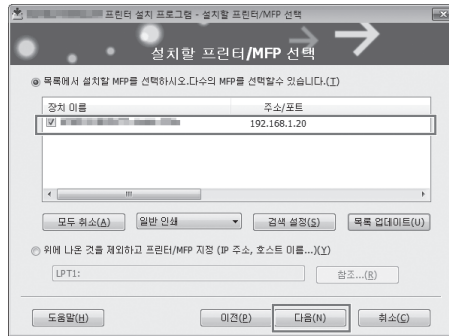 프린터 설치 프로그램 - 설치할 프린터/MFP 선택
설치할 프린터/MFP 선택
목록에서 설치할 MFP를 선택하시오.다수의 MFP를 선택할수 있습니다.(I)
장치 이름 주소/포트
192.168.1.20
모두 취소(A) 일반 인쇄 검색 설정(S) 목록 업데이트(U)
위에 나온 것을 제외하고 프린터/MFP 지정 (IP 주소, 호스트 이름...)(Y)
LPT1: 참조...(R)
도움말(H) 이전(P) 다음(N) 취소(C)